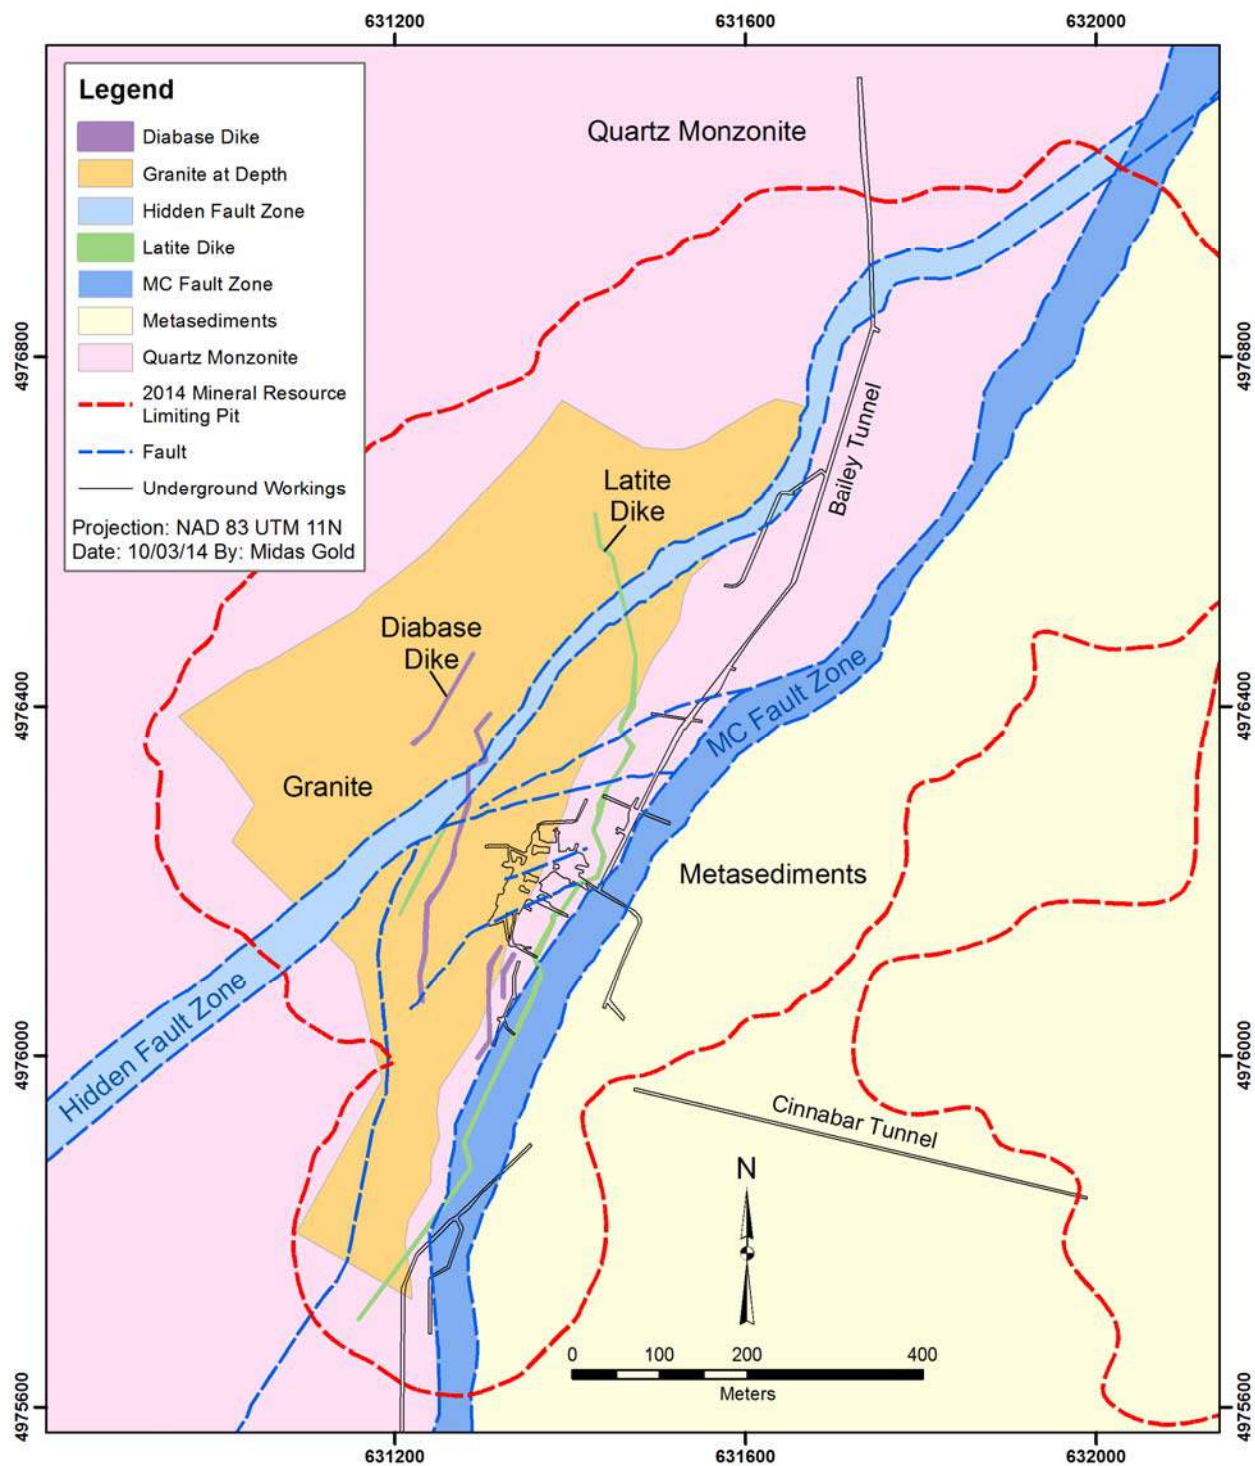 631200
631600
632000
Legend
Diabase Dike
Granite at Depth
Hidden Fault Zone
Latite Dike
MC Fault Zone
Metasediments
Quartz Monzonite
2014 Mineral Resource
Limiting Pit
Fault
Underground Workings
Projection: NAD 83 UTM 11N
Date: 10/03/14 By: Midas Gold
Quartz Monzonite
4976800
4976800
Bailey Tunnel
Latite
Dike
Diabase
Dike
4976400
4976400
MC Fault Zone
Granite
Metasediments
Hidden Fault Zone
4976000
4976000
Cinnabar Tunnel
N
0
100
200
400
Meters
4975600
4975600
631200
631600
632000